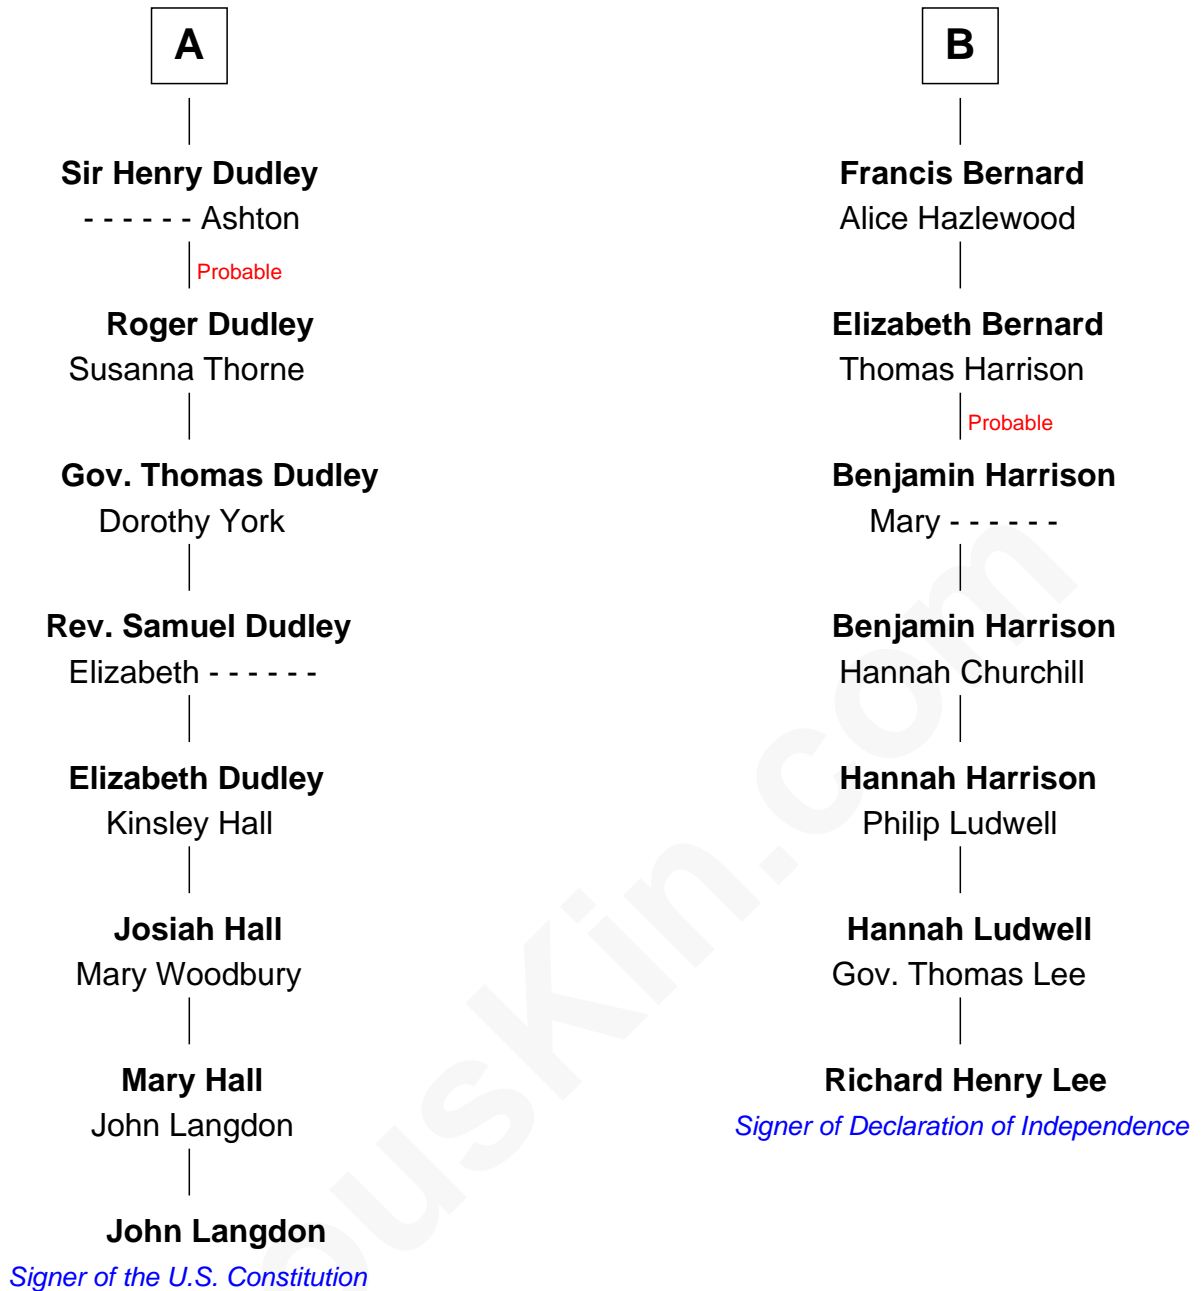 A
Sir Henry Dudley
- - - - - - Ashton
Probable
Roger Dudley
Susanna Thorne
Gov. Thomas Dudley
Dorothy York
Rev. Samuel Dudley
Elizabeth - - - - - -
Elizabeth Dudley
Kinsley Hall
Josiah Hall
Mary Woodbury
Mary Hall
John Langdon
John Langdon
Signer of the U.S. Constitution
B
Francis Bernard
Alice Hazlewood
Elizabeth Bernard
Thomas Harrison
Probable
Benjamin Harrison
Mary - - - - - -
Benjamin Harrison
Hannah Churchill
Hannah Harrison
Philip Ludwell
Hannah Ludwell
Gov. Thomas Lee
Richard Henry Lee
Signer of Declaration of Independence
ousKin.com